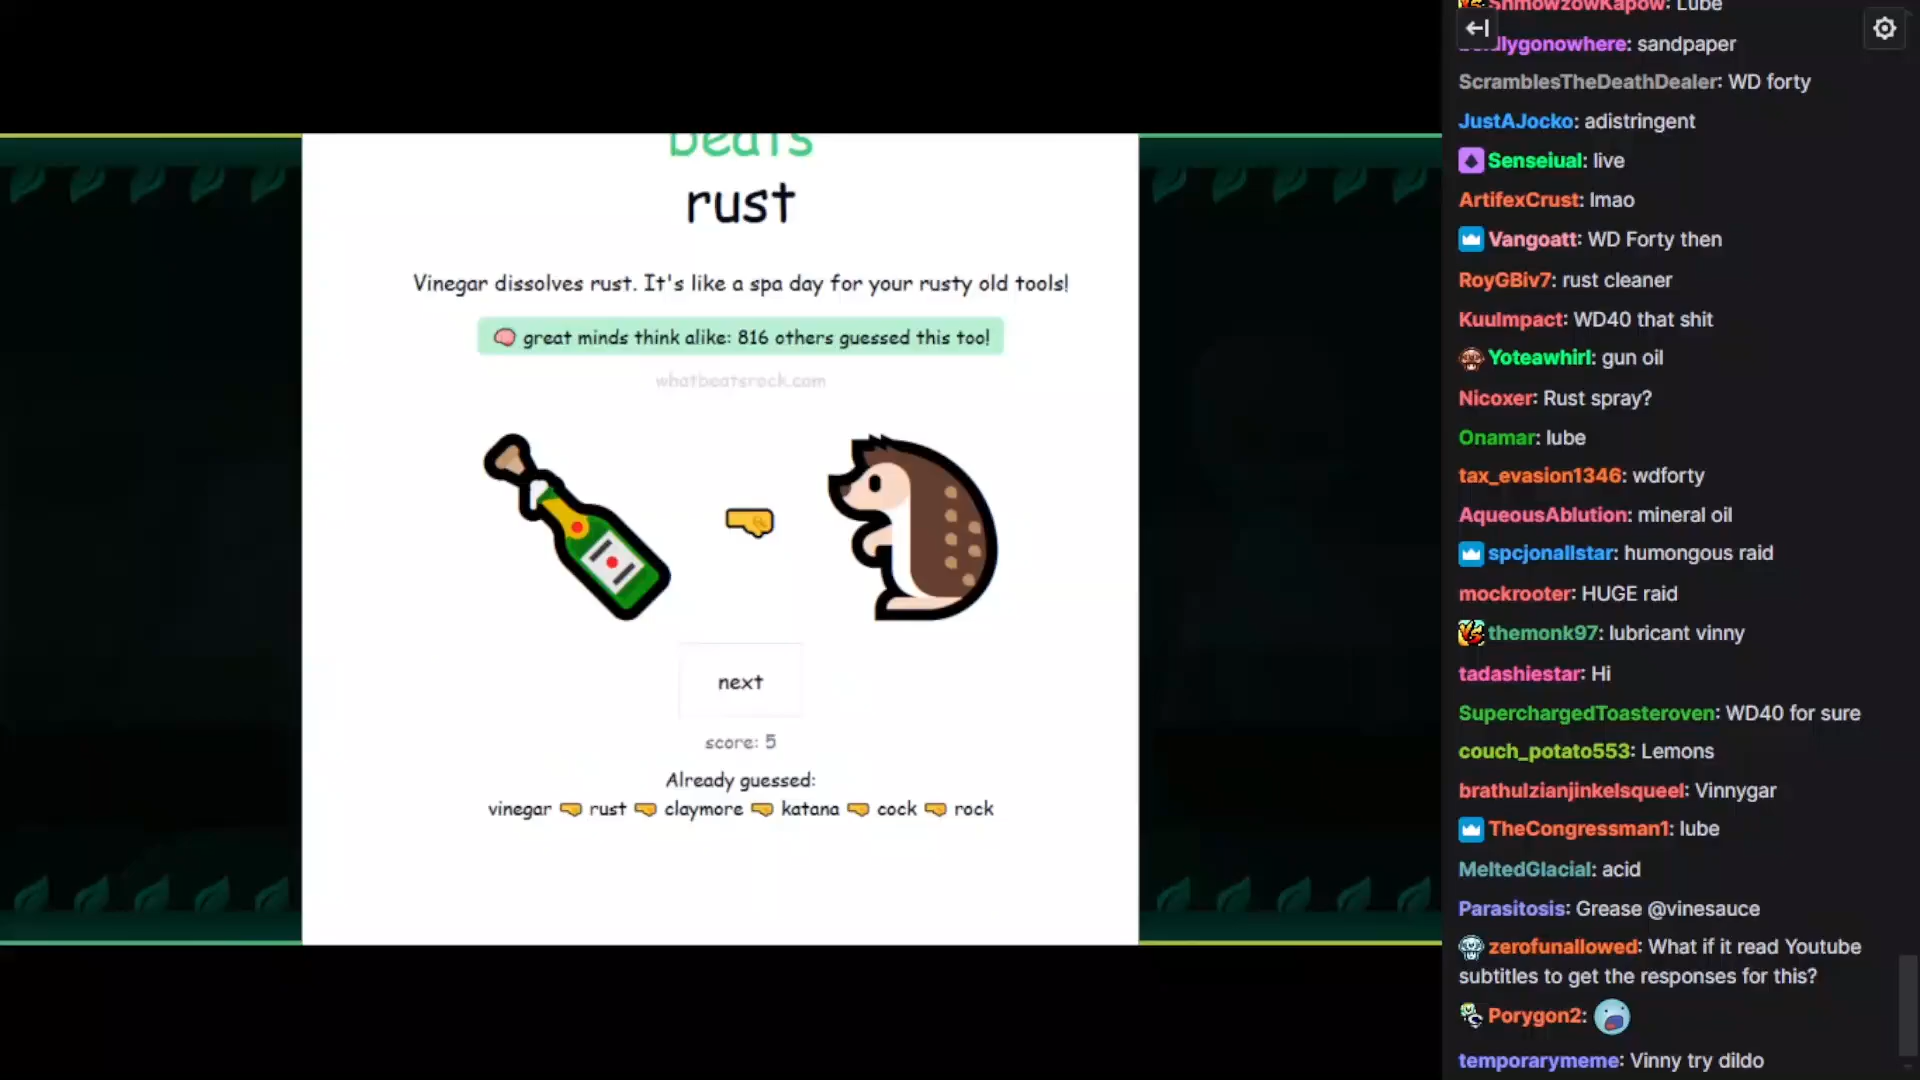 beats
rust
Vinegar dissolves rust. It's like a spa day for your rusty old tools!
great minds think alike: 816 others guessed this too!
whatbeatsrock.com
next
score: 5
Already guessed:
vinegar 🤜 rust 🤜 claymore 🤜 katana 🤜 cock 🤜 rock
ShmowzowKapow: Lube
llygonowhere: sandpaper
ScramblesTheDeathDealer: WD forty
JustAJocko: adistringent
Senseiual: live
ArtifexCrust: lmao
Vangoatt: WD Forty then
RoyGBiv7: rust cleaner
KuuImpact: WD40 that shit
Yoteawhirl: gun oil
Nicoxer: Rust spray?
Onamar: lube
tax_evasion1346: wdforty
AqueousAblution: mineral oil
spcjonallstar: humongous raid
mockrooter: HUGE raid
themonk97: lubricant vinny
tadashiestar: Hi
SuperchargedToasteroven: WD40 for sure
couch_potato553: Lemons
brathulzianjinkelsqueel: Vinnygar
TheCongressman1: lube
MeltedGlacial: acid
Parasitosis: Grease @vinesauce
zerofunallowed: What if it read Youtube
subtitles to get the responses for this?
Porygon2:
temporarymeme: Vinny try dildo